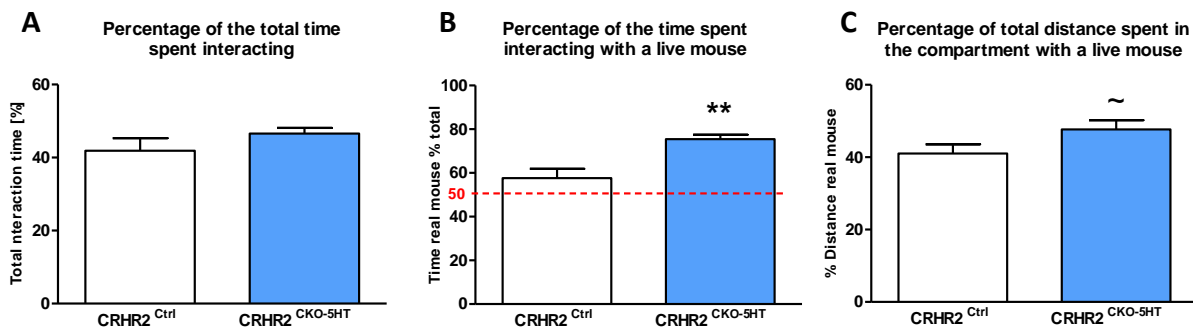 A
Percentage of the total time
spent interacting
Total nteraction time [%]
60
40
20
0
CRHR2 Ctrl
CRHR2 CKO-5HT
B
Percentage of the time spent
interacting with a live mouse
Time real mouse % total
100
80
60
50
40
20
0
**
CRHR2 Ctrl
CRHR2 CKO-5HT
C
Percentage of total distance spent in
the compartment with a live mouse
% Distance real mouse
60
40
20
0
~
CRHR2 Ctrl
CRHR2 CKO-5HT